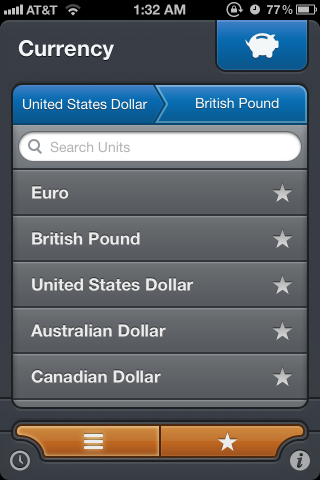 AT&T 1:32 AM 77%
Currency
United States Dollar British Pound
Search Units
Euro
British Pound
United States Dollar
Australian Dollar
Canadian Dollar
i